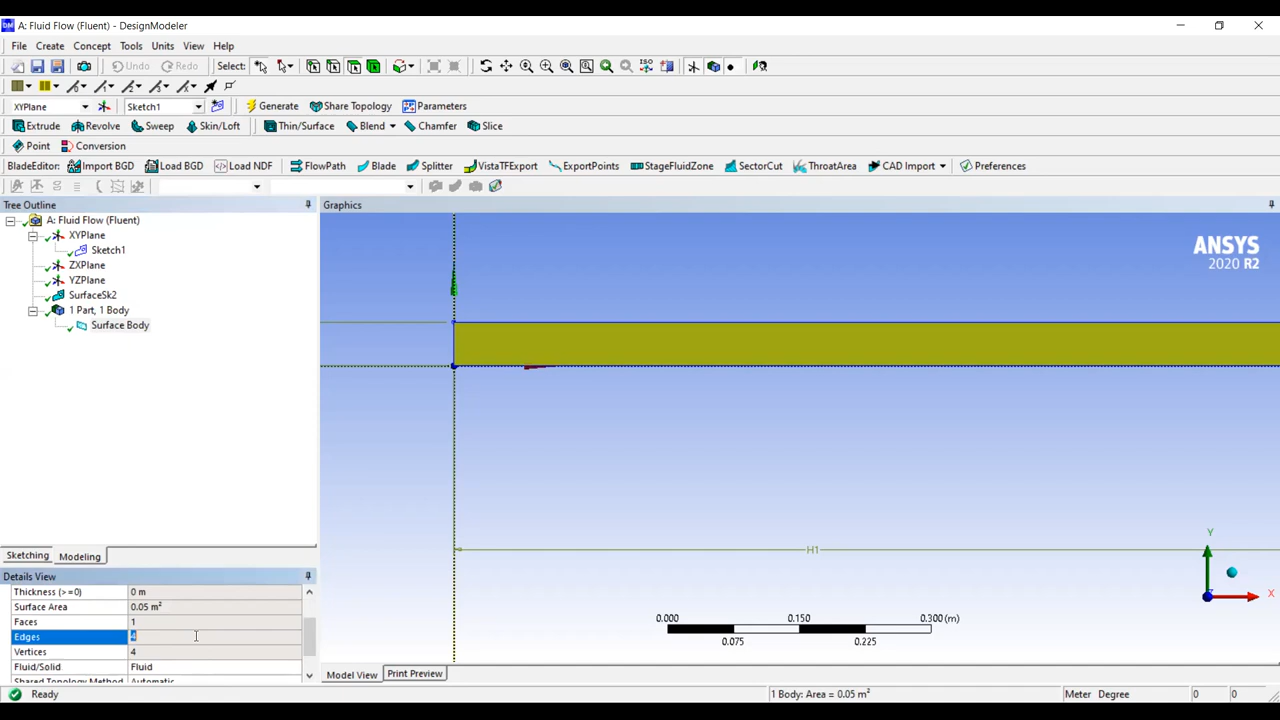 A: Fluid Flow (Fluent) - DesignModeler
File Create Concept Tools Units View Help
Undo Redo Select: ISO
XYPlane Sketch1 Generate Share Topology Parameters
Extrude Revolve Sweep Skin/Loft Thin/Surface Blend Chamfer Slice
Point Conversion
BladeEditor: Import BGD Load BGD Load NDF FlowPath Blade Splitter VistaTFExport ExportPoints StageFluidZone SectorCut ThroatArea CAD Import Preferences
Tree Outline
A: Fluid Flow (Fluent)
XYPlane
Sketch1
ZXPlane
YZPlane
SurfaceSk2
1 Part, 1 Body
Surface Body
Sketching Modeling
Details View
Thickness (>=0) 0 m
Surface Area 0.05 m²
Faces 1
Edges 4
Vertices 4
Fluid/Solid Fluid
Shared Topology Method Automatic
Graphics
ANSYS
2020 R2
H1
Y
X
0.000 0.150 0.300 (m)
0.075 0.225
Model View Print Preview
Ready 1 Body: Area = 0.05 m² Meter Degree 0 0